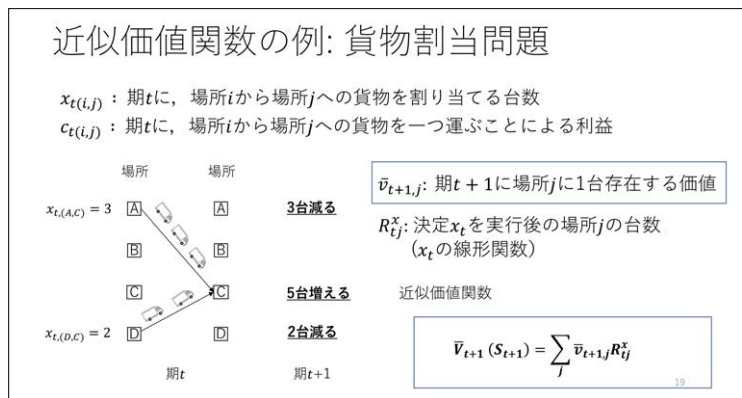 近似価値関数の例: 貨物割当問題
x_{t(i,j)} : 期t に，場所i から場所j への貨物を割り当てる台数
c_{t(i,j)} : 期t に，場所i から場所j への貨物を一つ運ぶことによる利益
場所 場所
x_{t,(A,C)} = 3 A A 3台減る
B B
C C 5台増える
x_{t,(D,C)} = 2 D D 2台減る
期t 期t+1
v̄_{t+1,j}: 期t + 1に場所j に1台存在する価値
R^x_{tj}: 決定x_t を実行後の場所j の台数
(x_t の線形関数)
近似価値関数
V̄_{t+1} (S_{t+1}) = ∑_j v̄_{t+1,j} R^x_{tj}
19